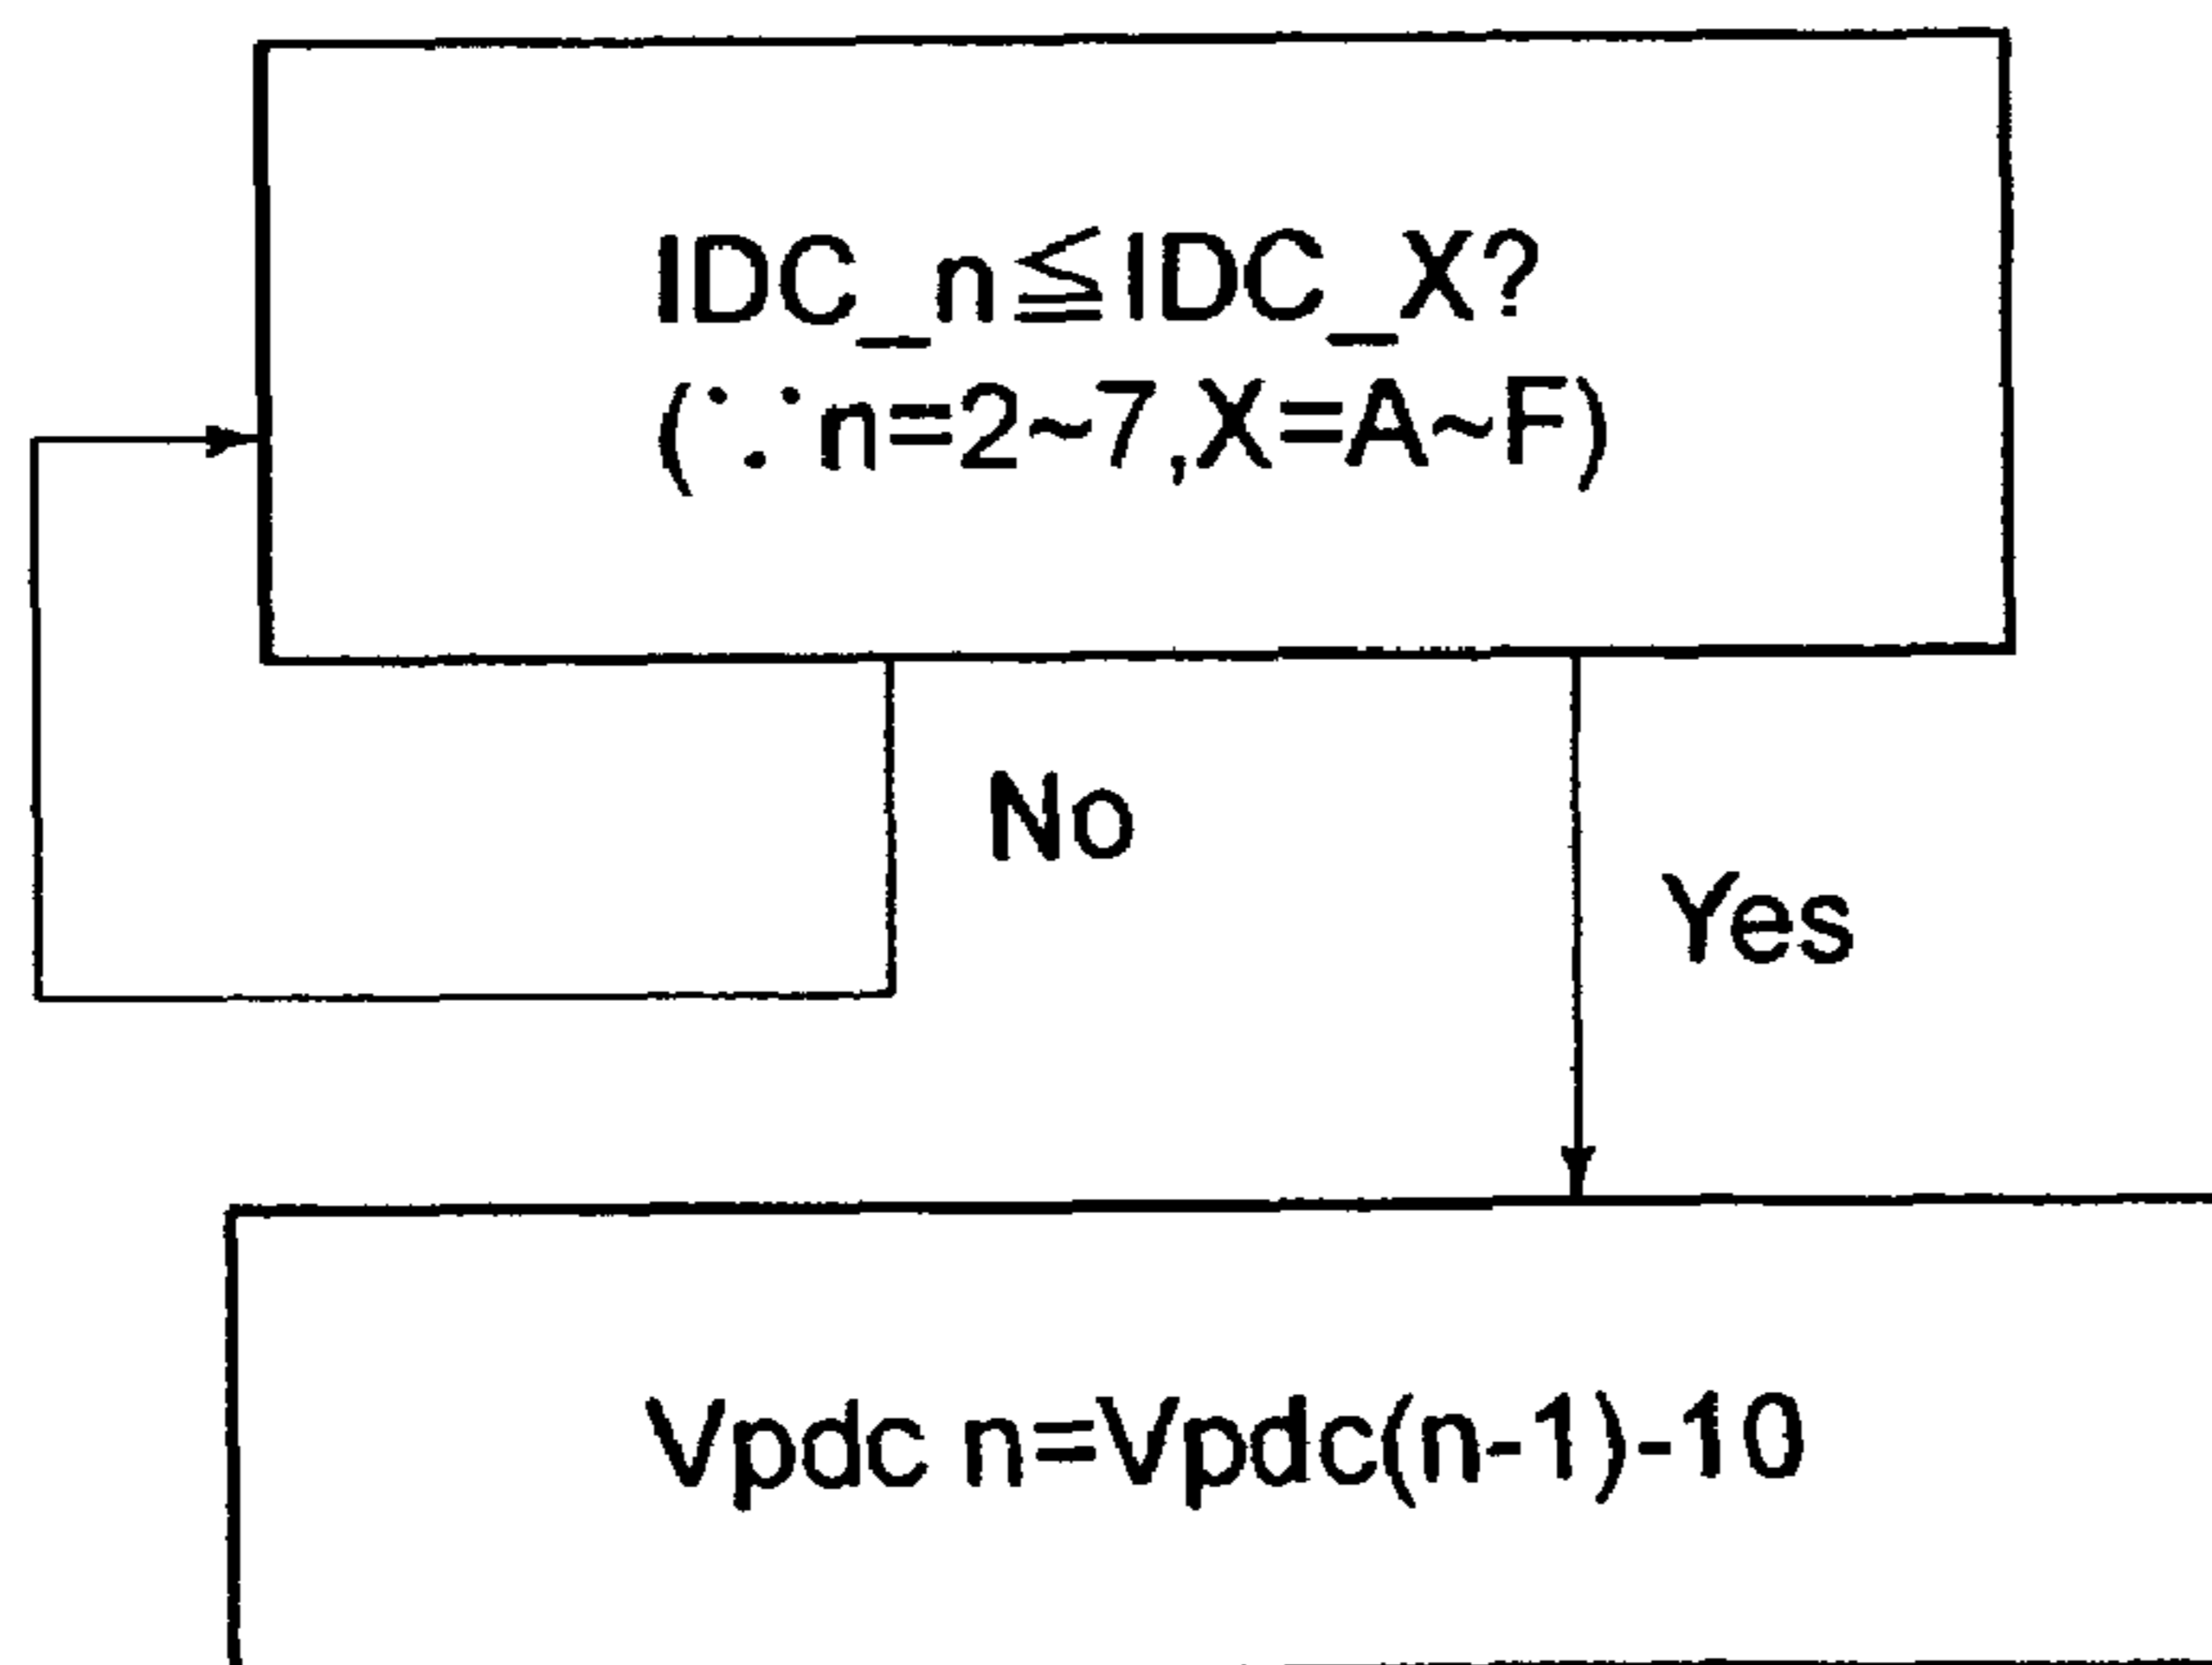 IDC_n≦IDC_X?
(∵n=2~7,X=A~F)
No
Yes
Vpdc n=Vpdc(n-1)-10